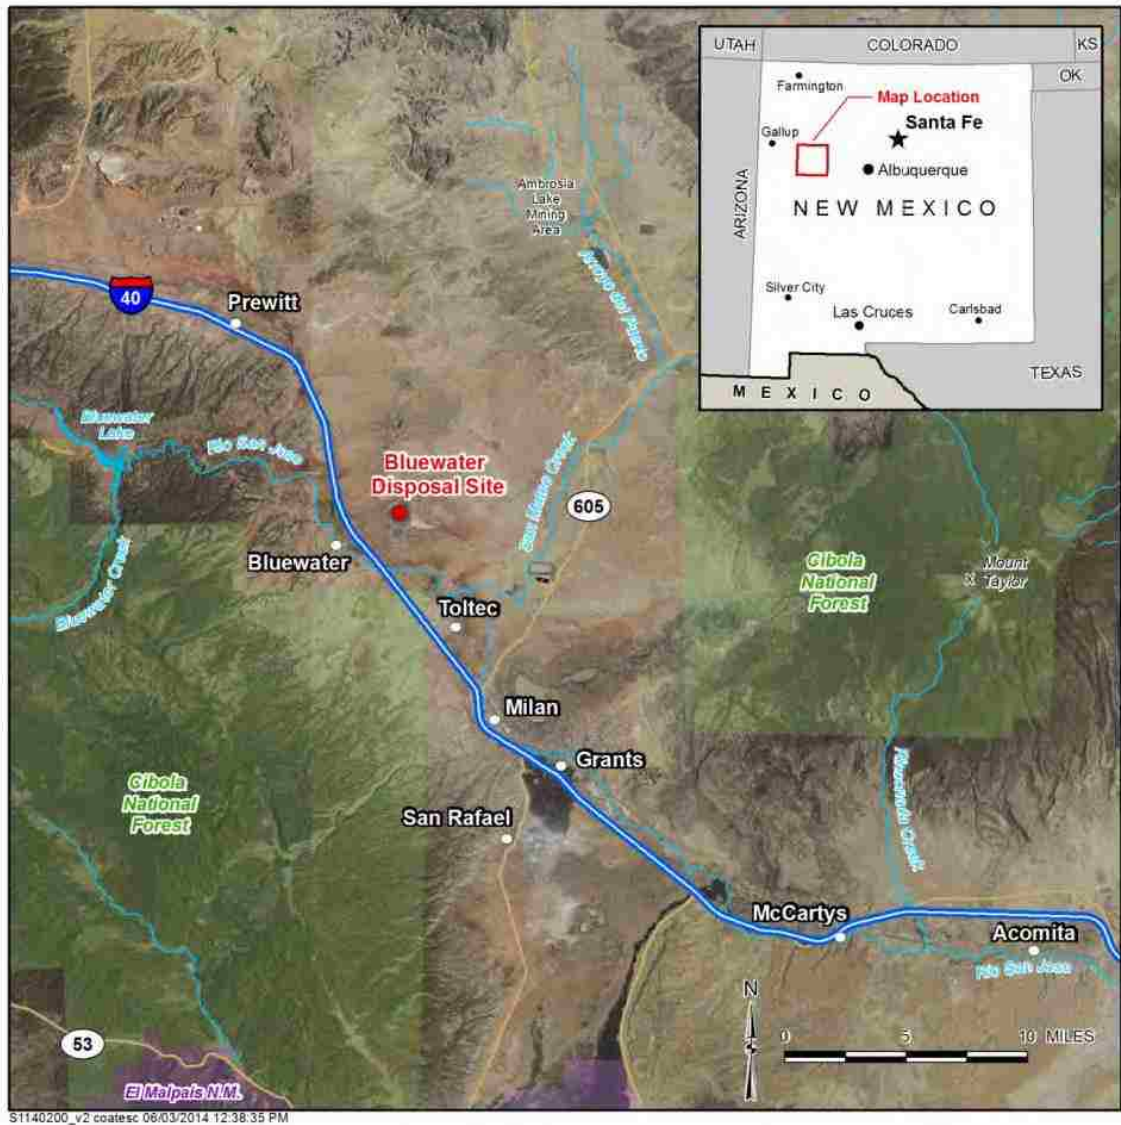 UTAH
COLORADO
KS
OK
Farmington
Map Location
Santa Fe
Gallup
Albuquerque
ARIZONA
NEW MEXICO
Silver City
Las Cruces
Carlsbad
TEXAS
MEXICO
Ambrosia
Lake
Mining
Area
Arroyo del Puerto
40
Prewitt
Bluewater
Lake
Rio San Jose
Bluewater
Disposal Site
San Mateo Creek
605
Bluewater
Bluewater Creek
Cibola
National
Forest
Mount
X Taylor
Toltec
Milan
Grants
Cibola
National
Forest
San Rafael
Rinconada Creek
McCartys
Acomita
Rio San Jose
N
0 5 10 MILES
53
El Malpais N.M.
S1140200_v2 coatesc 06/03/2014 12:38:35 PM